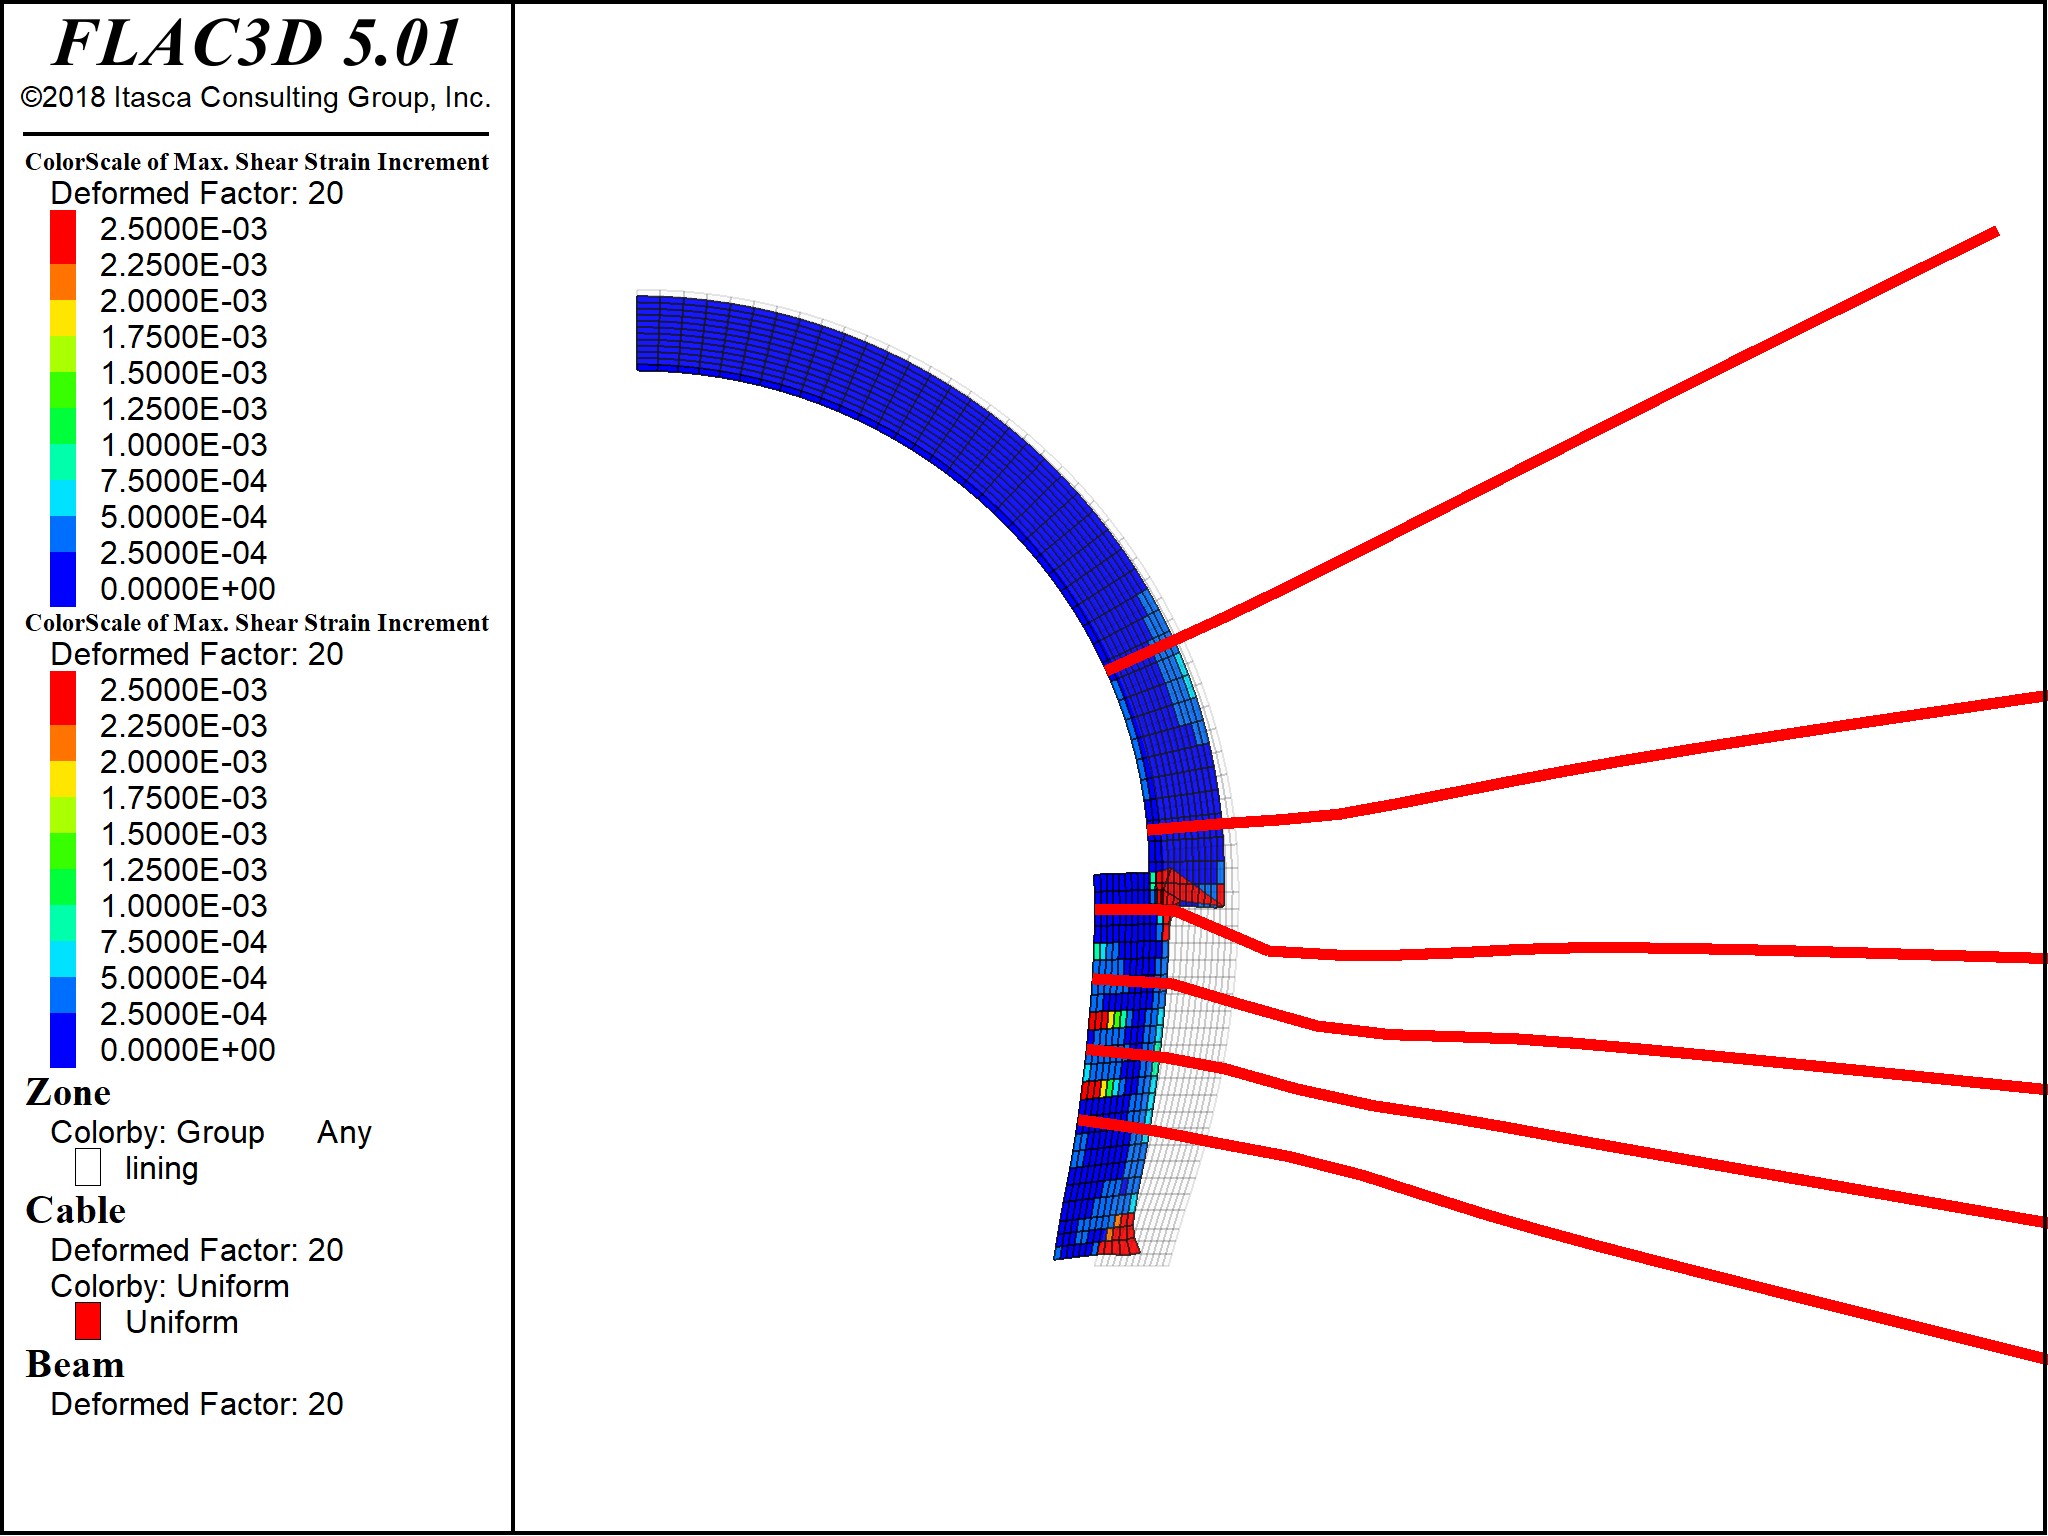 FLAC3D 5.01
©2018 Itasca Consulting Group, Inc.
ColorScale of Max. Shear Strain Increment
Deformed Factor: 20
2.5000E-03
2.2500E-03
2.0000E-03
1.7500E-03
1.5000E-03
1.2500E-03
1.0000E-03
7.5000E-04
5.0000E-04
2.5000E-04
0.0000E+00
ColorScale of Max. Shear Strain Increment
Deformed Factor: 20
2.5000E-03
2.2500E-03
2.0000E-03
1.7500E-03
1.5000E-03
1.2500E-03
1.0000E-03
7.5000E-04
5.0000E-04
2.5000E-04
0.0000E+00
Zone
Colorby: Group Any
lining
Cable
Deformed Factor: 20
Colorby: Uniform
Uniform
Beam
Deformed Factor: 20